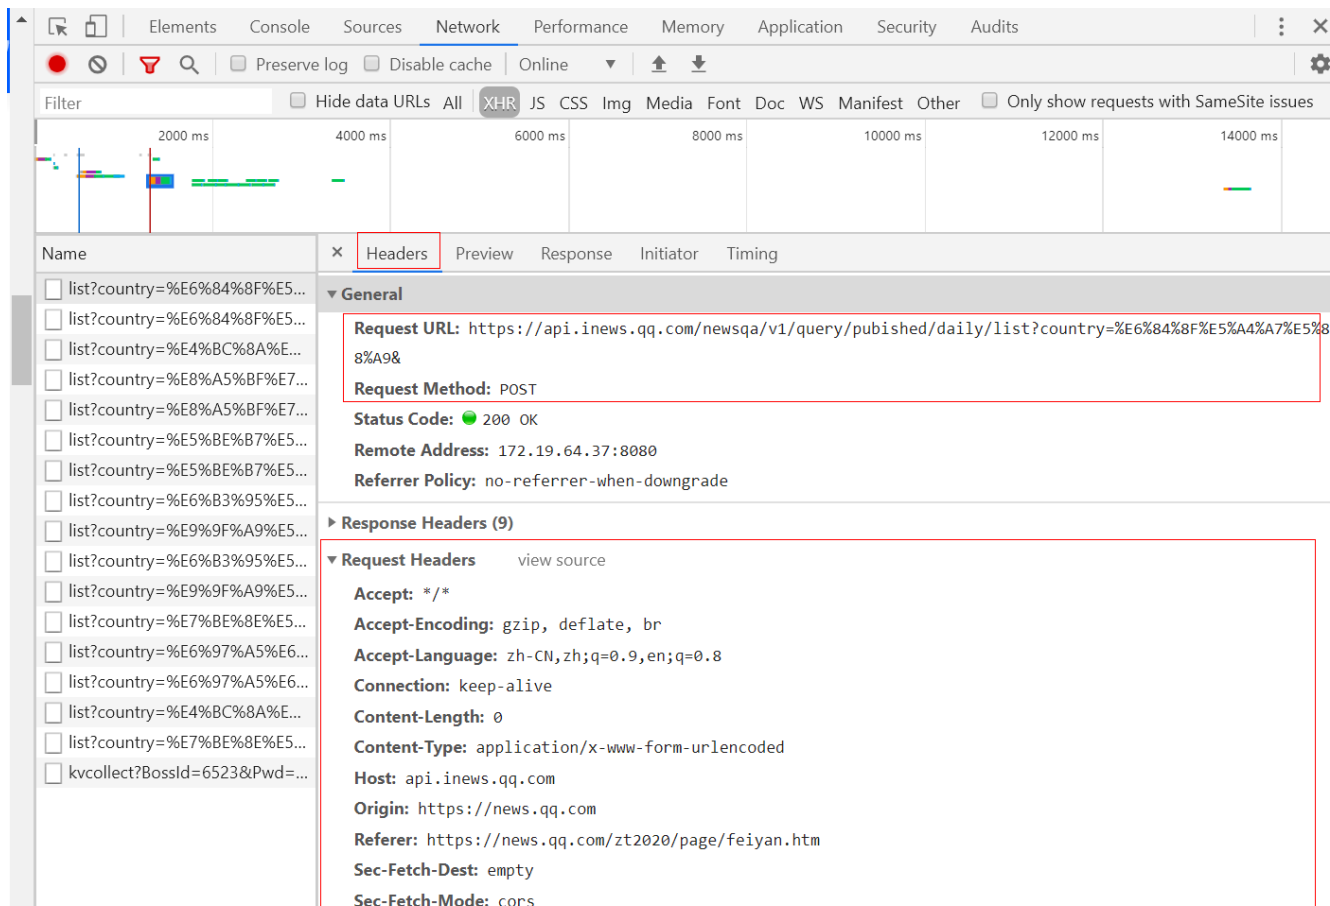 Elements Console Sources Network Performance Memory Application Security Audits
Preserve log Disable cache Online
Filter Hide data URLs All XHR JS CSS Img Media Font Doc WS Manifest Other Only show requests with SameSite issues
2000 ms 4000 ms 6000 ms 8000 ms 10000 ms 12000 ms 14000 ms
Name
list?country=%E6%84%8F%E5...
list?country=%E6%84%8F%E5...
list?country=%E4%BC%8A%E...
list?country=%E8%A5%BF%E7...
list?country=%E8%A5%BF%E7...
list?country=%E5%BE%B7%E5...
list?country=%E5%BE%B7%E5...
list?country=%E6%B3%95%E5...
list?country=%E9%9F%A9%E5...
list?country=%E6%B3%95%E5...
list?country=%E9%9F%A9%E5...
list?country=%E7%BE%8E%E5...
list?country=%E6%97%A5%E6...
list?country=%E6%97%A5%E6...
list?country=%E4%BC%8A%E...
list?country=%E7%BE%8E%E5...
kvcollect?BossId=6523&Pwd=...
Headers Preview Response Initiator Timing
General
Request URL: https://api.inews.qq.com/newsqa/v1/query/pubished/daily/list?country=%E6%84%8F%E5%A4%A7%E5%8
8%A9&
Request Method: POST
Status Code: 200 OK
Remote Address: 172.19.64.37:8080
Referrer Policy: no-referrer-when-downgrade
Response Headers (9)
Request Headers view source
Accept: */*
Accept-Encoding: gzip, deflate, br
Accept-Language: zh-CN,zh;q=0.9,en;q=0.8
Connection: keep-alive
Content-Length: 0
Content-Type: application/x-www-form-urlencoded
Host: api.inews.qq.com
Origin: https://news.qq.com
Referer: https://news.qq.com/zt2020/page/feiyan.htm
Sec-Fetch-Dest: empty
Sec-Fetch-Mode: cors